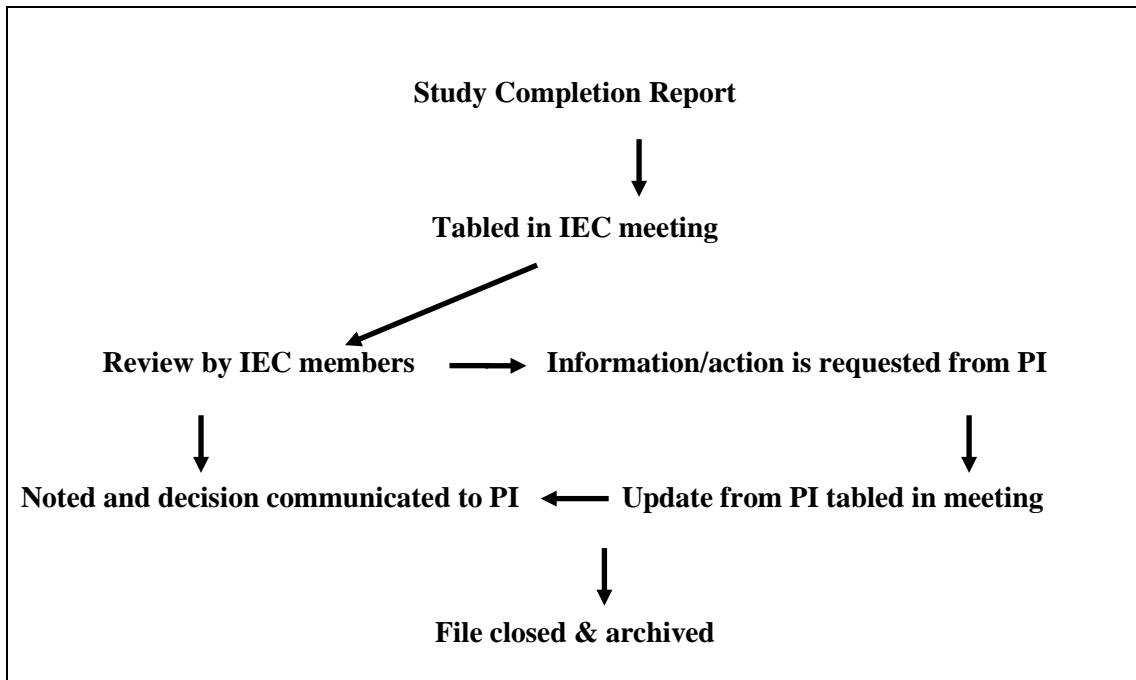 Study Completion Report
Tabled in IEC meeting
Review by IEC members
Information/action is requested from PI
Noted and decision communicated to PI
Update from PI tabled in meeting
File closed & archived